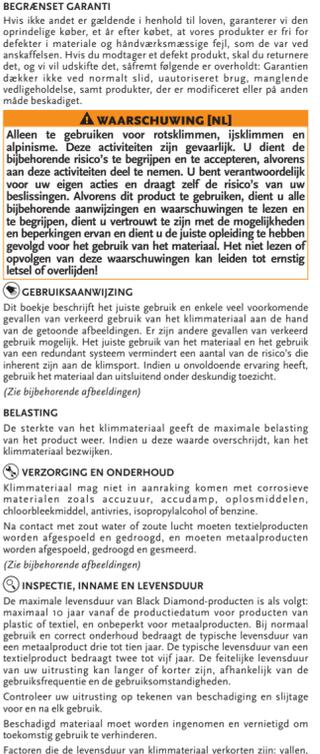 BEGRÆNSET GARANTI
Hvis ikke andet er gældende i henhold til loven, garanterer vi den
oprindelige køber, et år efter købet, at vores produkter er fri for
defekter i materiale og håndværksmæssige fejl, som de var ved
anskaffelsen. Hvis du modtager et defekt produkt, skal du returnere
det, og vi vil udskifte det, såfremt følgende er overholdt: Garantien
dækker ikke ved normalt slid, uautoriseret brug, manglende
vedligeholdelse, samt produkter, der er modificeret eller på anden
måde beskadiget.
WAARSCHUWING [NL]
Alleen te gebruiken voor rotsklimmen, ijsklimmen en
alpinisme. Deze activiteiten zijn gevaarlijk. U dient de
bijbehorende risico's te begrijpen en te accepteren, alvorens
aan deze activiteiten deel te nemen. U bent verantwoordelijk
voor uw eigen acties en draagt zelf de risico's van uw
beslissingen. Alvorens dit product te gebruiken, dient u alle
bijbehorende aanwijzingen en waarschuwingen te lezen en
te begrijpen, dient u vertrouwt te zijn met de mogelijkheden
en beperkingen ervan en dient u de juiste opleiding te hebben
gevolgd voor het gebruik van het materiaal. Het niet lezen of
opvolgen van deze waarschuwingen kan leiden tot ernstig
letsel of overlijden!
GEBRUIKSAANWIJZING
Dit boekje beschrijft het juiste gebruik en enkele veel voorkomende
gevallen van verkeerd gebruik van het klimmateriaal aan de hand
van de getoonde afbeeldingen. Er zijn andere gevallen van verkeerd
gebruik mogelijk. Het juiste gebruik van het materiaal en het gebruik
van een redundant systeem vermindert een aantal van de risico's die
inherent zijn aan de klimsport. Indien u onvoldoende ervaring heeft,
gebruik het materiaal dan uitsluitend onder deskundig toezicht.
(Zie bijbehorende afbeeldingen)
BELASTING
De sterkte van het klimmateriaal geeft de maximale belasting
van het product weer. Indien u deze waarde overschrijdt, kan het
klimmateriaal bezwijken.
VERZORGING EN ONDERHOUD
Klimmateriaal mag niet in aanraking komen met corrosieve
materialen zoals accuzuur, accudamp, oplosmiddelen,
chloorbleekmiddel, antivries, isopropylalcohol of benzine.
Na contact met zout water of zoute lucht moeten textielproducten
worden afgespoeld en gedroogd, en moeten metaalproducten
worden afgespoeld, gedroogd en gesmeerd.
(Zie bijbehorende afbeeldingen)
INSPECTIE, INNAME EN LEVENSDUUR
De maximale levensduur van Black Diamond-producten is als volgt:
maximaal 10 jaar vanaf de productiedatum voor producten van
plastic of textiel, en onbeperkt voor metaalproducten. Bij normaal
gebruik en correct onderhoud bedraagt de typische levensduur van
een metaalproduct drie tot tien jaar. De typische levensduur van een
textielproduct bedraagt twee tot vijf jaar. De feitelijke levensduur
van uw uitrusting kan langer of korter zijn, afhankelijk van de
gebruiksfrequentie en de gebruiksomstandigheden.
Controleer uw uitrusting op tekenen van beschadiging en slijtage
voor en na elk gebruik.
Beschadigd materiaal moet worden ingenomen en vernietigd om
toekomstig gebruik te verhinderen.
Factoren die de levensduur van klimmateriaal verkorten zijn: vallen,